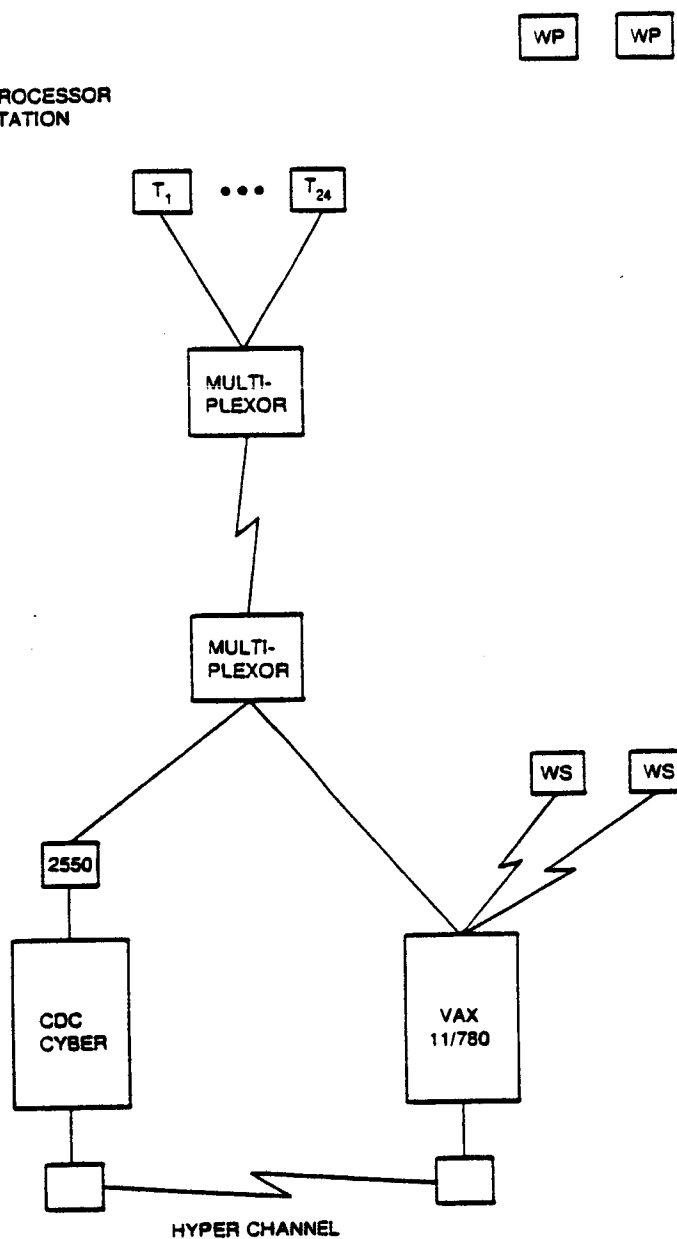 WP WP
ROCESSOR
TATION
T1 ••• T24
MULTI-
PLEXOR
MULTI-
PLEXOR
WS WS
2550
CDC
CYBER
VAX
11/780
HYPER CHANNEL